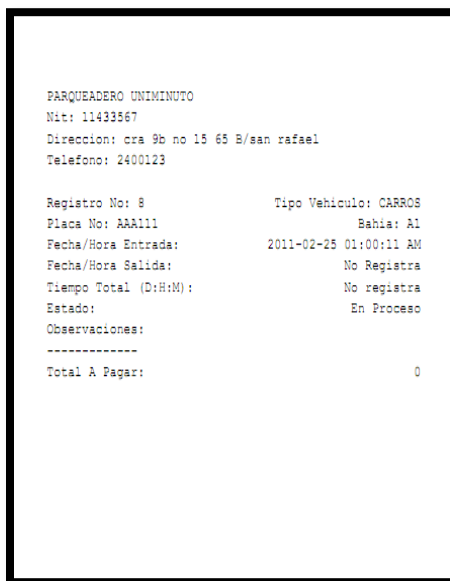 PARQUEADERO UNIMINUTO
Nit: 11433567
Direccion: cra 9b no 15 65 B/san rafael
Telefono: 2400123
Registro No: 8 Tipo Vehiculo: CARROS
Placa No: AAA111 Bahia: A1
Fecha/Hora Entrada: 2011-02-25 01:00:11 AM
Fecha/Hora Salida: No Registra
Tiempo Total (D:H:M): No registra
Estado: En Proceso
Observaciones:
-------------
Total A Pagar: 0